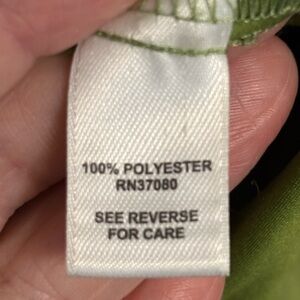 100% POLYESTER
RN37080
SEE REVERSE
FOR CARE